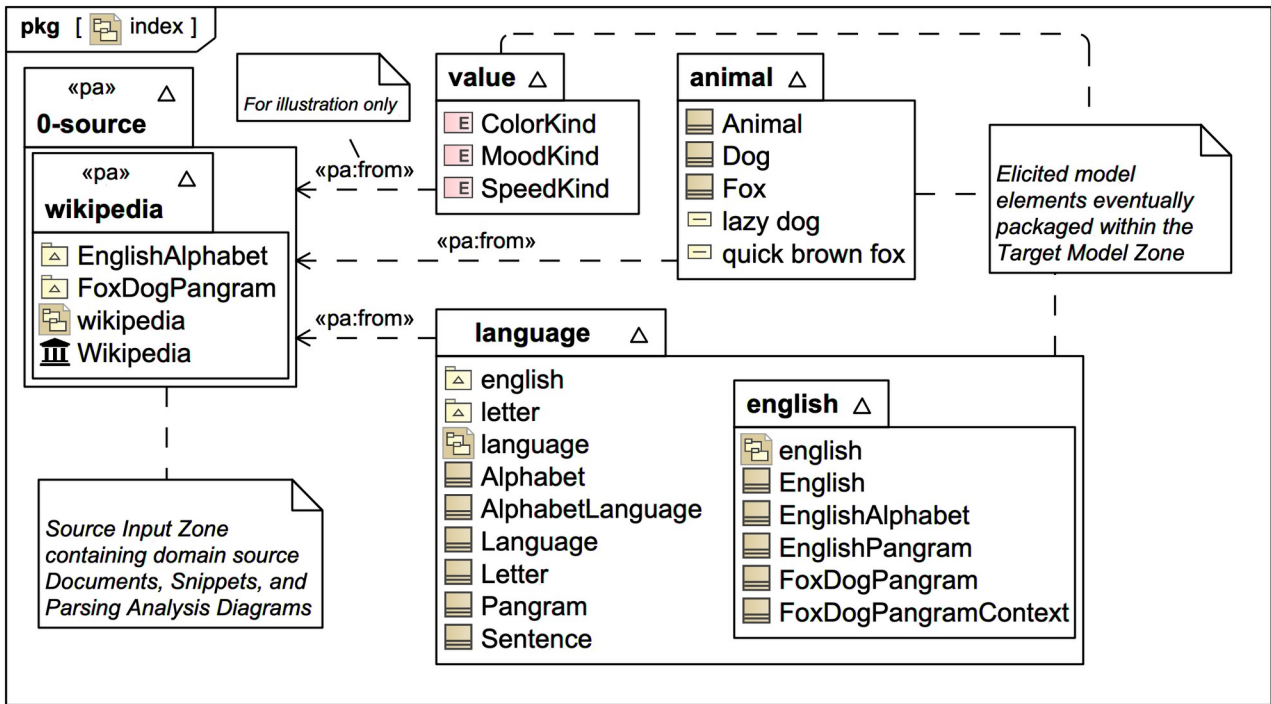 pkg [ index ]
«pa»
0-source
«pa»
wikipedia
EnglishAlphabet
FoxDogPangram
wikipedia
Wikipedia
For illustration only
«pa:from»
value
E ColorKind
E MoodKind
E SpeedKind
animal
Animal
Dog
Fox
lazy dog
quick brown fox
«pa:from»
Elicited model
elements eventually
packaged within the
Target Model Zone
«pa:from»
language
english
letter
language
Alphabet
AlphabetLanguage
Language
Letter
Pangram
Sentence
english
english
English
EnglishAlphabet
EnglishPangram
FoxDogPangram
FoxDogPangramContext
Source Input Zone
containing domain source
Documents, Snippets, and
Parsing Analysis Diagrams